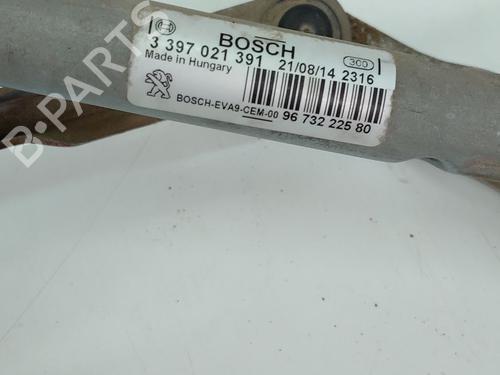 BOSCH
300
3 397 021 391 21/08/14 2316
Made in Hungary
BOSCH-EVA9-CEM-00 96 732 225 80
B-PARTS